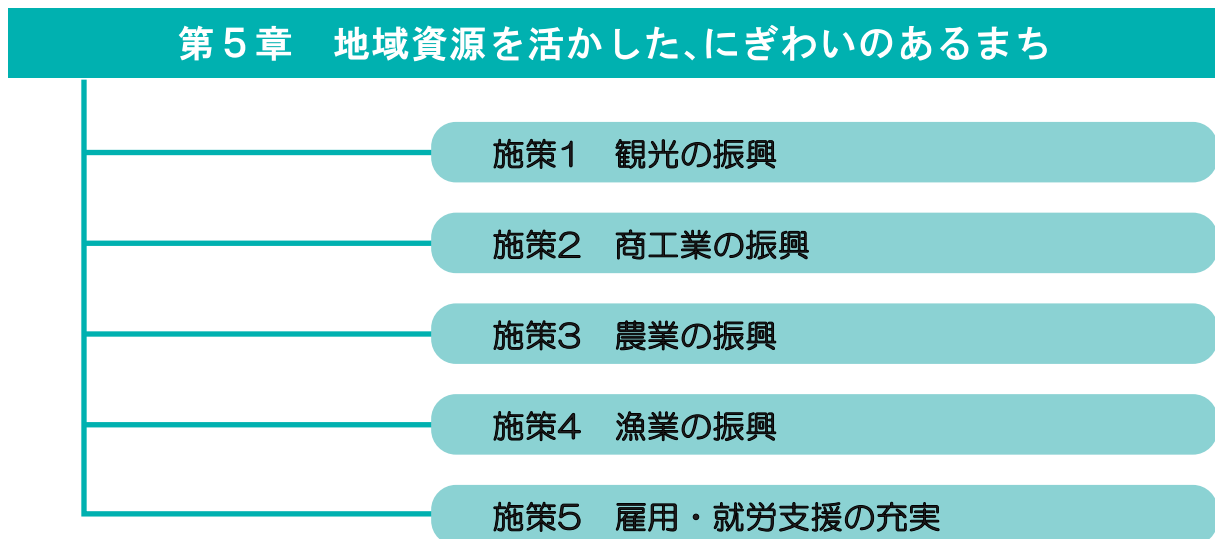 第５章　地域資源を活かした、にぎわいのあるまち
施策1　観光の振興
施策2　商工業の振興
施策3　農業の振興
施策4　漁業の振興
施策5　雇用・就労支援の充実